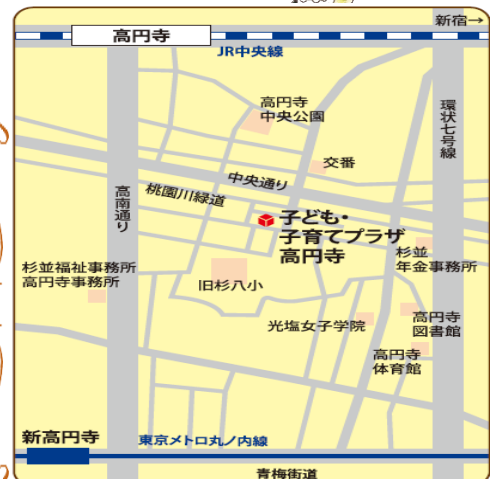 新宿→
高円寺
JR中央線
高円寺
中央公園
環状七号線
交番
中央通り
桃園川緑道
高南通り
子ども・
子育てプラザ
高円寺
杉並
年金事務所
杉並福祉事務所
高円寺事務所
旧杉八小
光塩女子学院
高円寺
図書館
高円寺
体育館
新高円寺
東京メトロ丸ノ内線
青梅街道